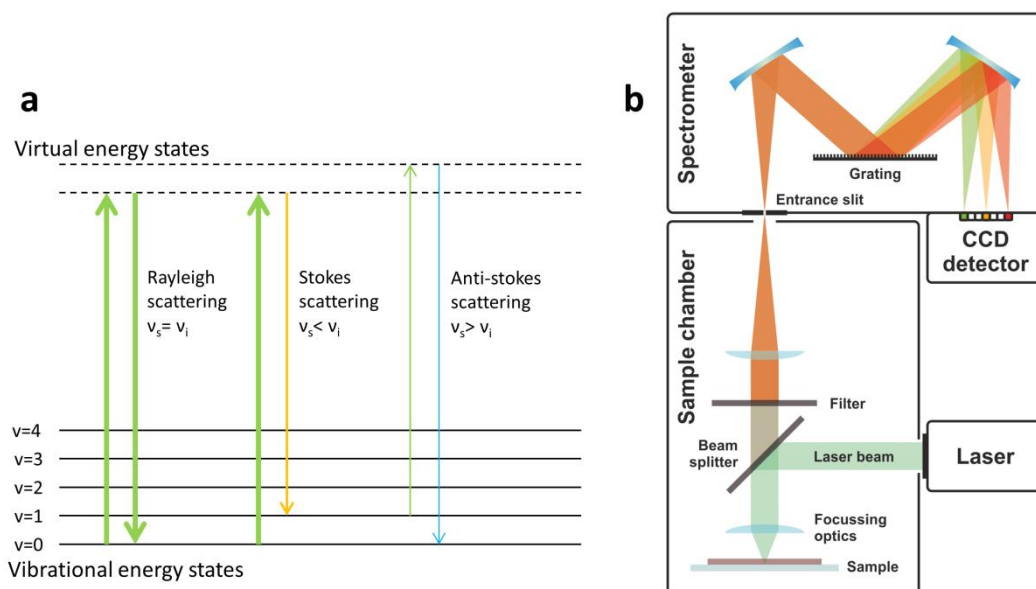 a
Virtual energy states
Rayleigh
scattering
νs= νi
Stokes
scattering
νs< νi
Anti-stokes
scattering
νs> νi
v=4
v=3
v=2
v=1
v=0
Vibrational energy states
b
Spectrometer
Grating
Entrance slit
CCD
detector
Sample chamber
Filter
Beam
splitter
Laser beam
Laser
Focussing
optics
Sample